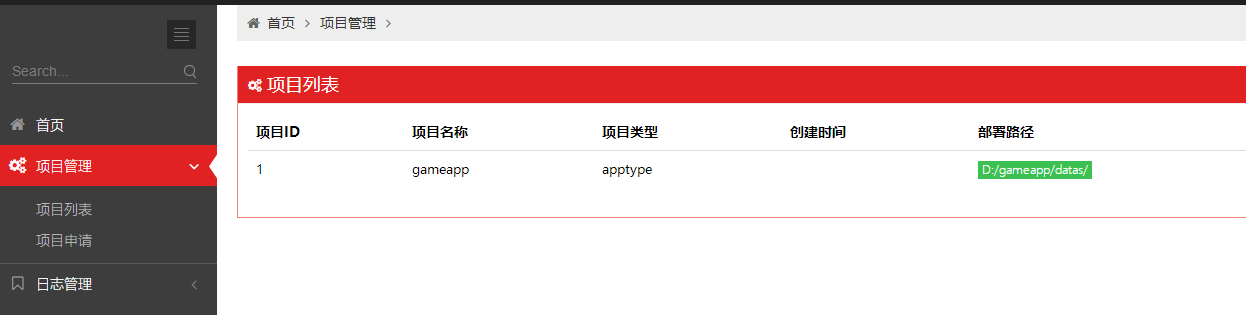 首页 项目管理
Search...
首页
项目管理
项目列表
项目申请
日志管理
项目列表
项目ID 项目名称 项目类型 创建时间 部署路径
1 gameapp apptype D:/gameapp/datas/